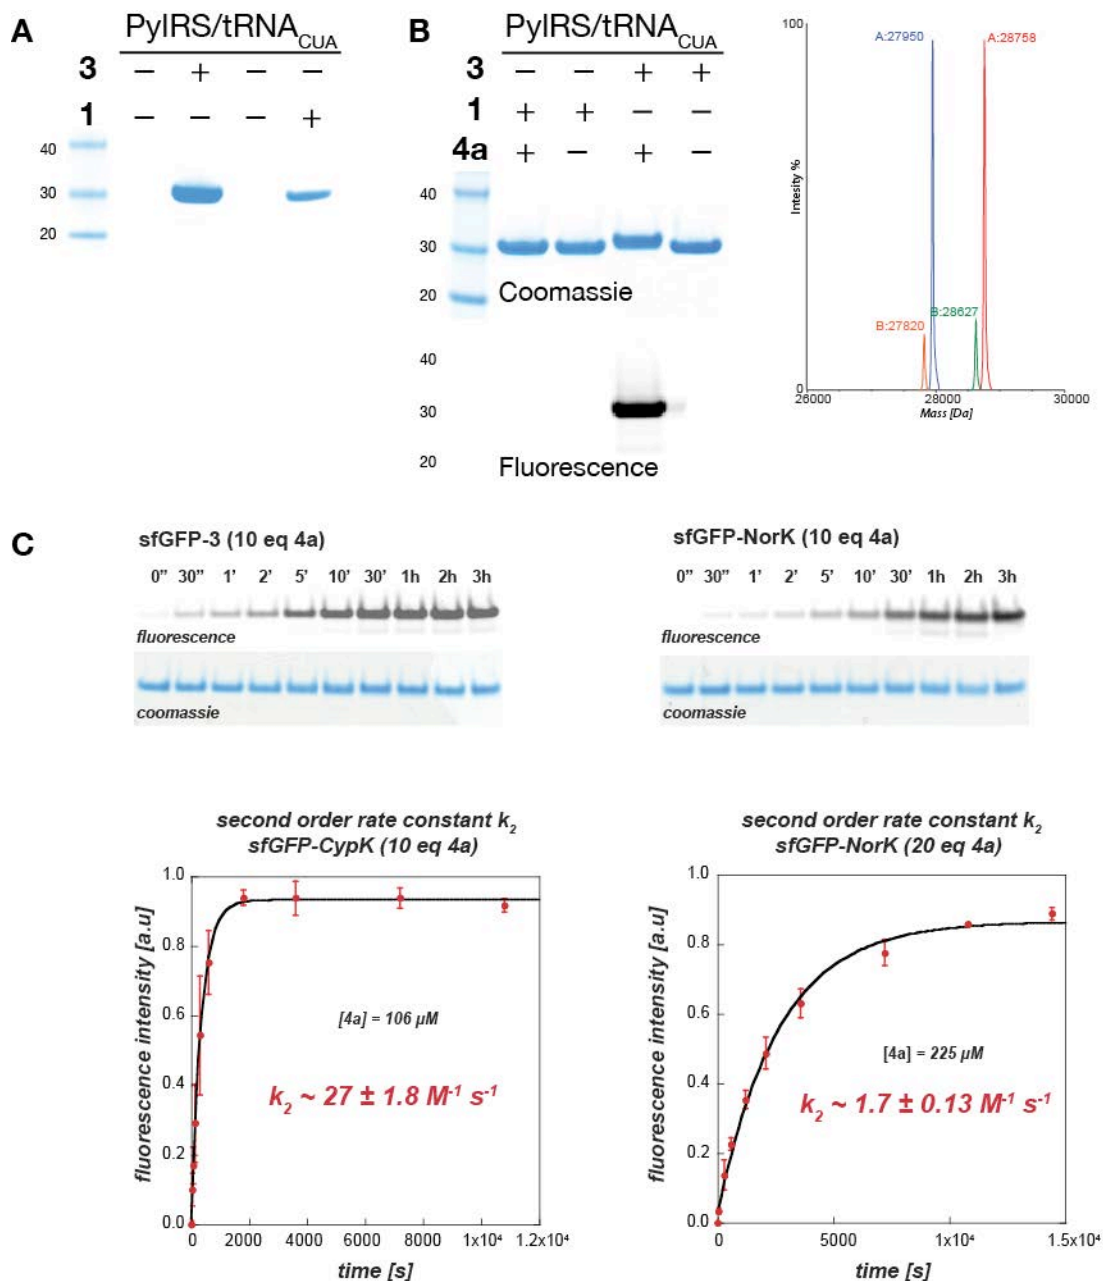 A
PylRS/tRNA CUA
3 – + – –
1 – – – +
40
30
20
B
PylRS/tRNA CUA
3 – – + +
1 + + – –
4a + – + –
40
30
20
Coomassie
40
30
20
Fluorescence
100
A:27950
A:28758
B:28627
B:27820
Intesity %
0
26000 28000 30000
Mass [Da]
C
sfGFP-3 (10 eq 4a)
0” 30” 1’ 2’ 5’ 10’ 30’ 1h 2h 3h
fluorescence
coomassie
sfGFP-NorK (10 eq 4a)
0” 30” 1’ 2’ 5’ 10’ 30’ 1h 2h 3h
fluorescence
coomassie
second order rate constant k2
sfGFP-CypK (10 eq 4a)
1.0
0.8
0.6
0.4
0.2
0.0
fluorescence intensity [a.u]
[4a] = 106 µM
k2 ~ 27 ± 1.8 M-1 s-1
0 2000 4000 6000 8000 1x10⁴ 1.2x10⁴
time [s]
second order rate constant k2
sfGFP-NorK (20 eq 4a)
1.0
0.8
0.6
0.4
0.2
0.0
fluorescence intensity [a.u]
[4a] = 225 µM
k2 ~ 1.7 ± 0.13 M-1 s-1
0 5000 1x10⁴ 1.5x10⁴
time [s]